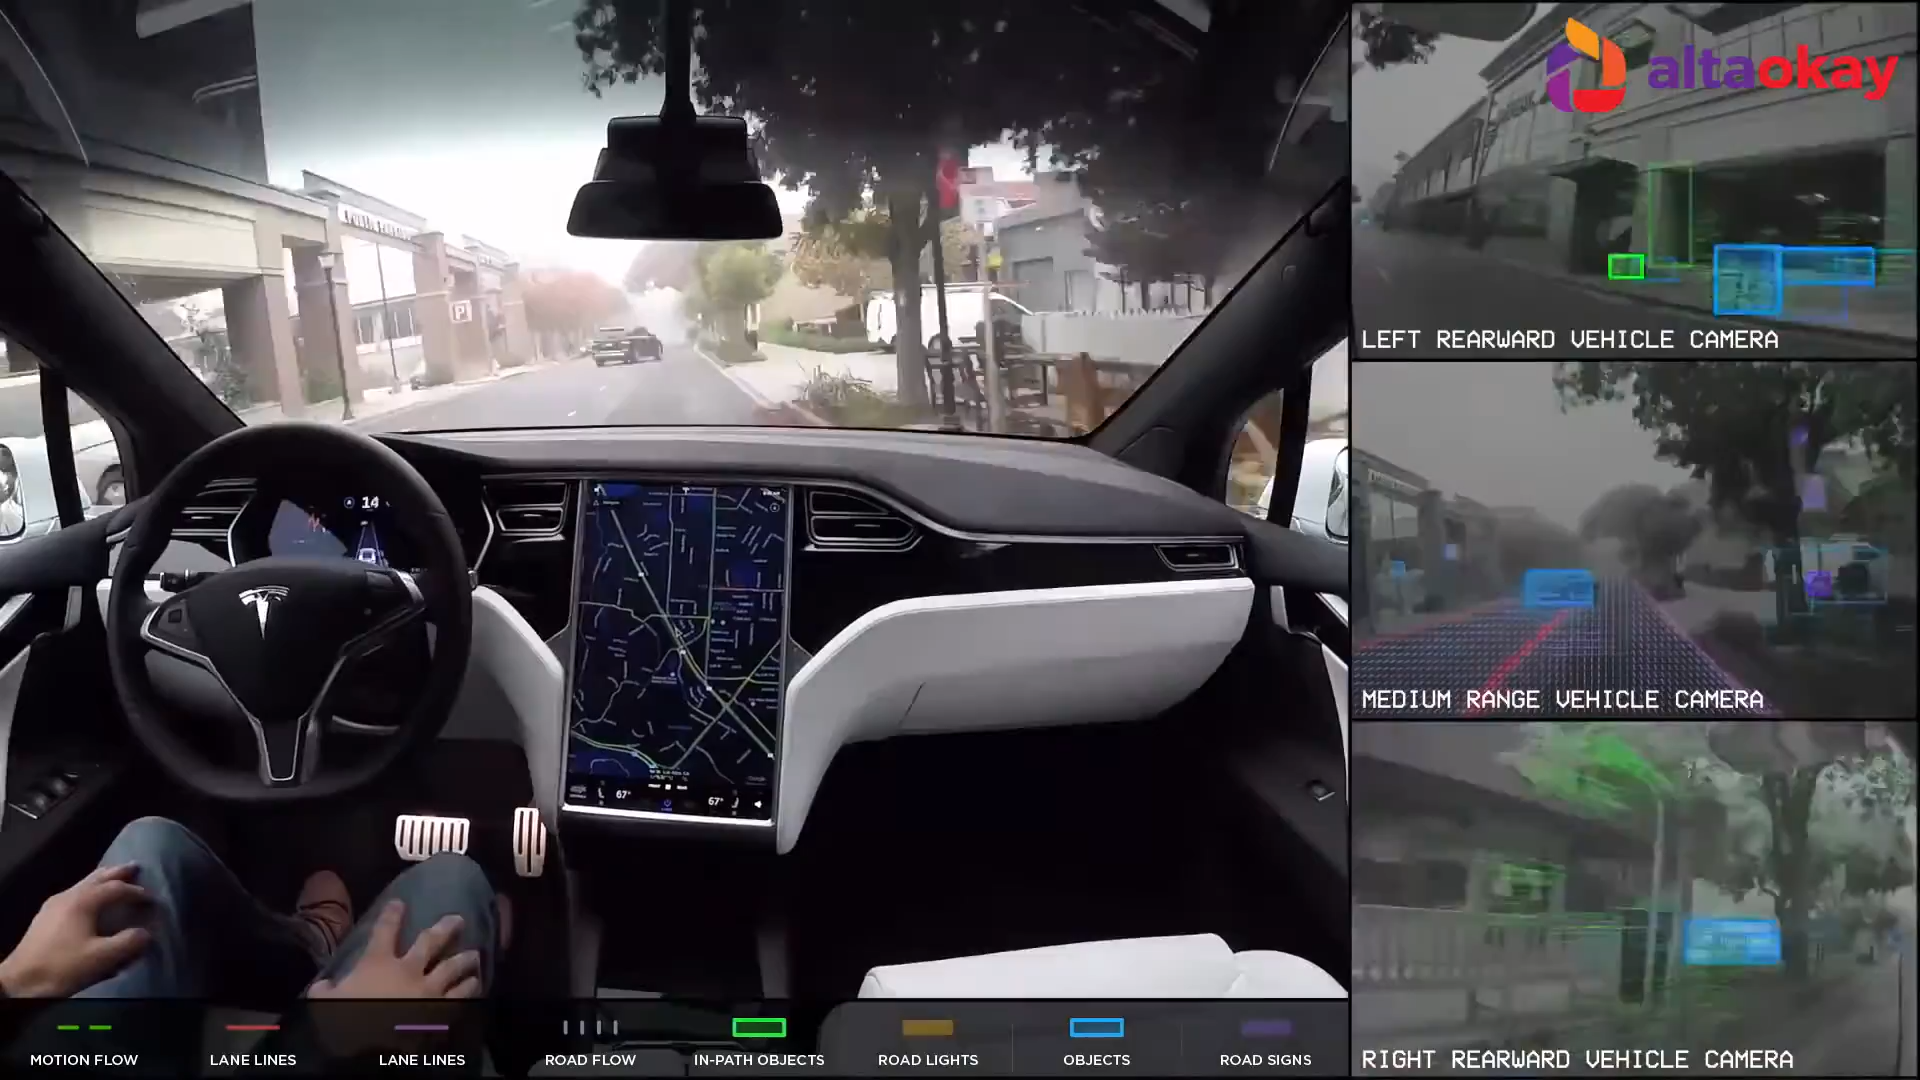 altaokay
LEFT REARWARD VEHICLE CAMERA
P
14
MEDIUM RANGE VEHICLE CAMERA
67°
67°
RIGHT REARWARD VEHICLE CAMERA
MOTION FLOW
LANE LINES
LANE LINES
ROAD FLOW
IN-PATH OBJECTS
ROAD LIGHTS
OBJECTS
ROAD SIGNS